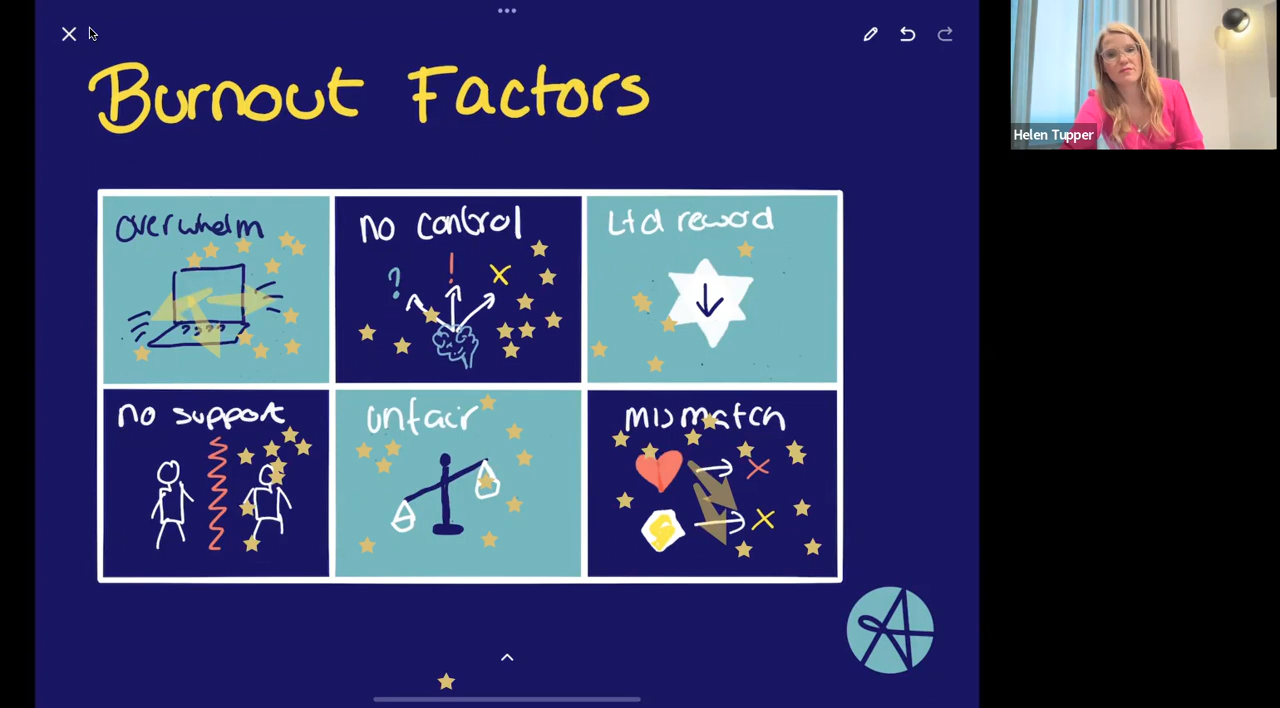 Burnout Factors
Helen Tupper
overwhelm
no control
Ltd reward
? ! X
no support
unfair
mismatch
X
X